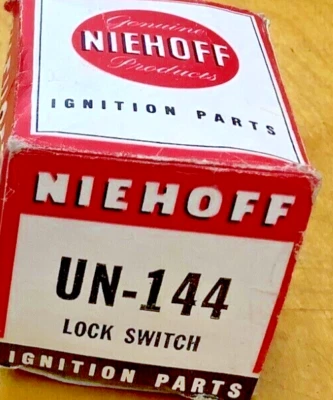 Genuine
NIEHOFF
Products
IGNITION PARTS
NIEHOFF
UN-144
LOCK SWITCH
IGNITION PARTS